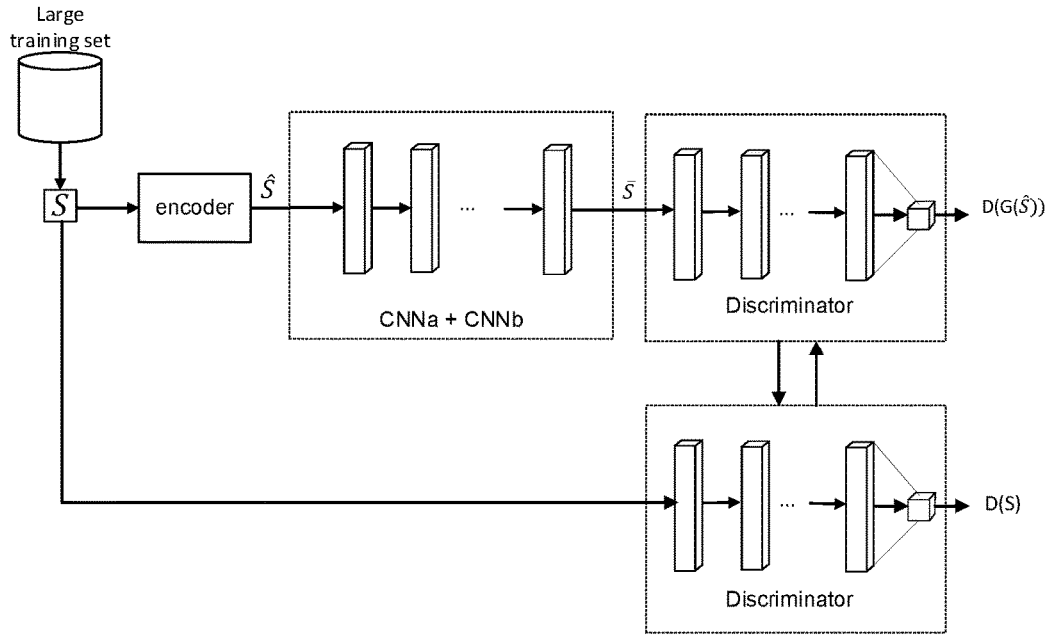 Large
training set
S
encoder
Ŝ
...
CNNa + CNNb
S̄
...
Discriminator
D(G(Ŝ))
...
Discriminator
D(S)